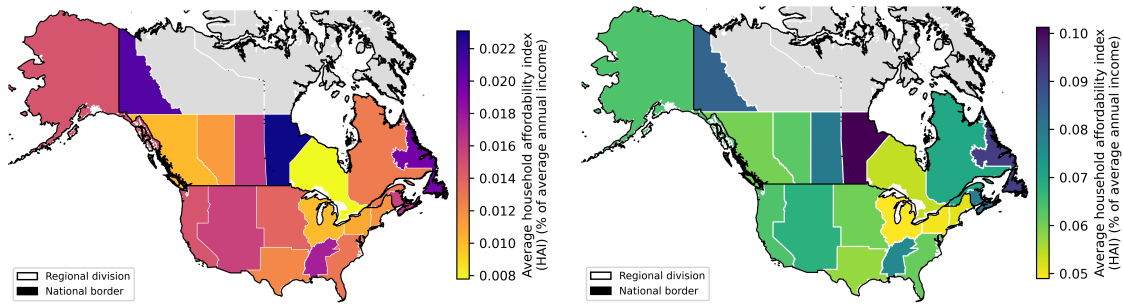 0.022
0.020
0.018
0.016
0.014
0.012
0.010
0.008
Average household affordability index
(HAI) (% of average annual income)
Regional division
National border
0.10
0.09
0.08
0.07
0.06
0.05
Average household affordability index
(HAI) (% of average annual income)
Regional division
National border